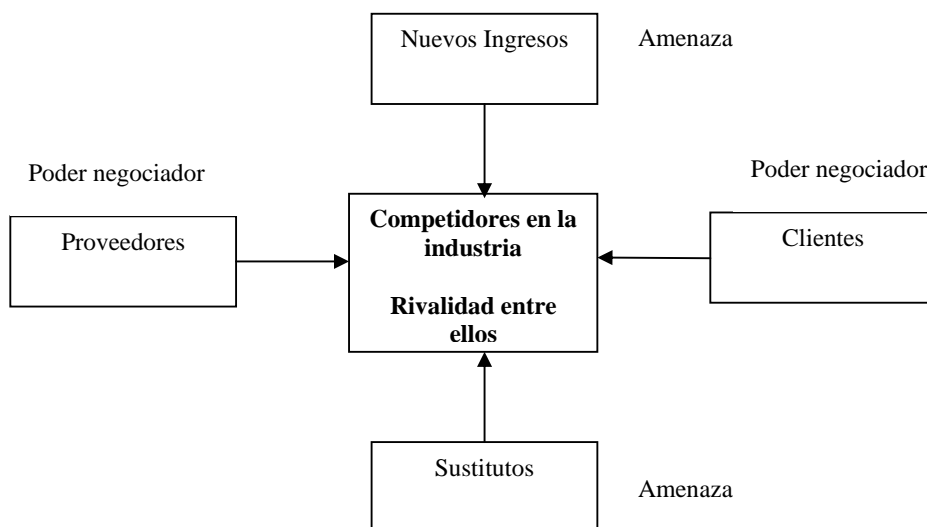 Nuevos Ingresos
Amenaza
Poder negociador
Poder negociador
Proveedores
Competidores en la
industria
Rivalidad entre
ellos
Clientes
Sustitutos
Amenaza